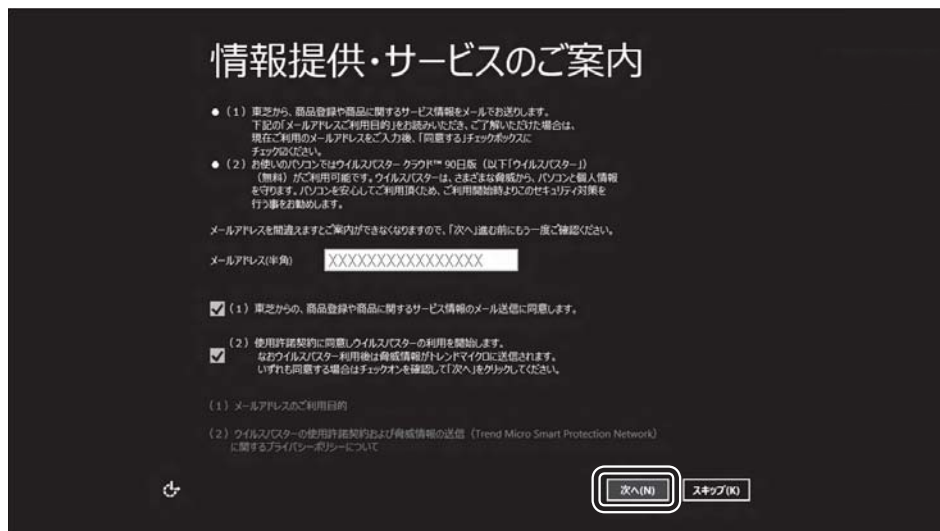 情報提供・サービスのご案内
● (1) 東芝から、商品登録や商品に関するサービス情報をメールでお送りします。
下記の「メールアドレスご利用目的」をお読みいただき、ご了解いただけた場合は、
現在ご利用のメールアドレスをご入力後、「同意する」チェックボックスに
チェック☑ください。
● (2) お使いのパソコンではウイルスバスター クラウド™ 90日版 (以下「ウイルスバスター」)
(無料) がご利用可能です。ウイルスバスターは、さまざまな脅威から、パソコンと個人情報
を守ります。パソコンを安心してご利用頂くため、ご利用開始時よりこのセキュリティ対策を
行う事をお勧めします。
メールアドレスを間違えますとご案内ができなくなりますので、「次へ」進む前にもう一度ご確認ください。
メールアドレス(半角) XXXXXXXXXXXXXXXX
(1) 東芝からの、商品登録や商品に関するサービス情報のメール送信に同意します。
(2) 使用許諾契約に同意しウイルスバスターの利用を開始します。
なおウイルスバスター利用後は脅威情報がトレンドマイクロに送信されます。
いずれも同意する場合はチェックオンを確認して「次へ」をクリックしてください。
(1) メールアドレスのご利用目的
(2) ウイルスバスターの使用許諾契約および脅威情報の送信 (Trend Micro Smart Protection Network)
に関するプライバシーポリシーについて
次へ(N) スキップ(K)